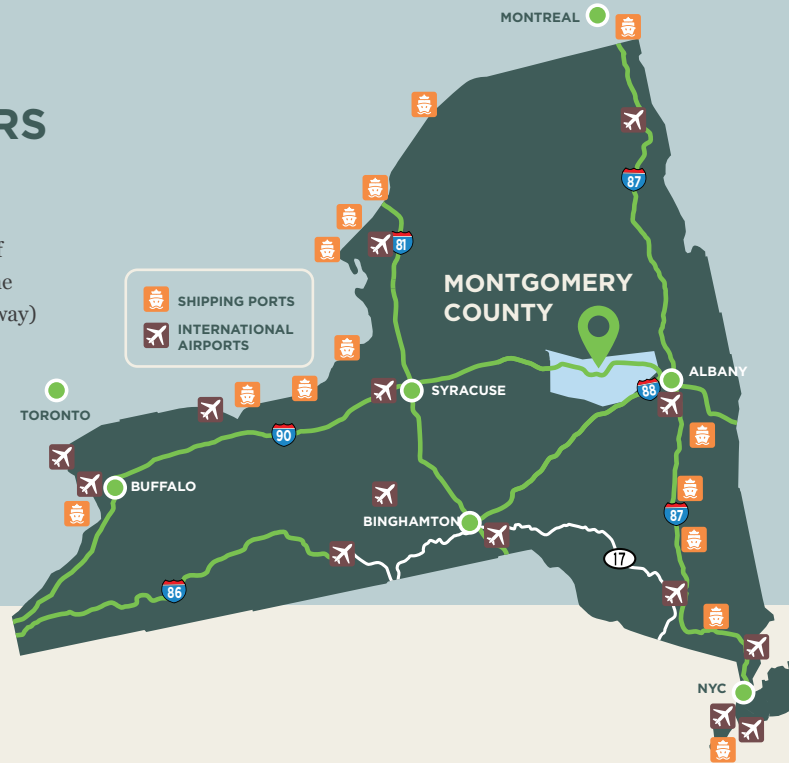 MONTREAL
RS
87
f
81
ne
MONTGOMERY
COUNTY
way)
SHIPPING PORTS
INTERNATIONAL
AIRPORTS
ALBANY
TORONTO
SYRACUSE
88
90
BUFFALO
87
BINGHAMTON
17
86
NYC